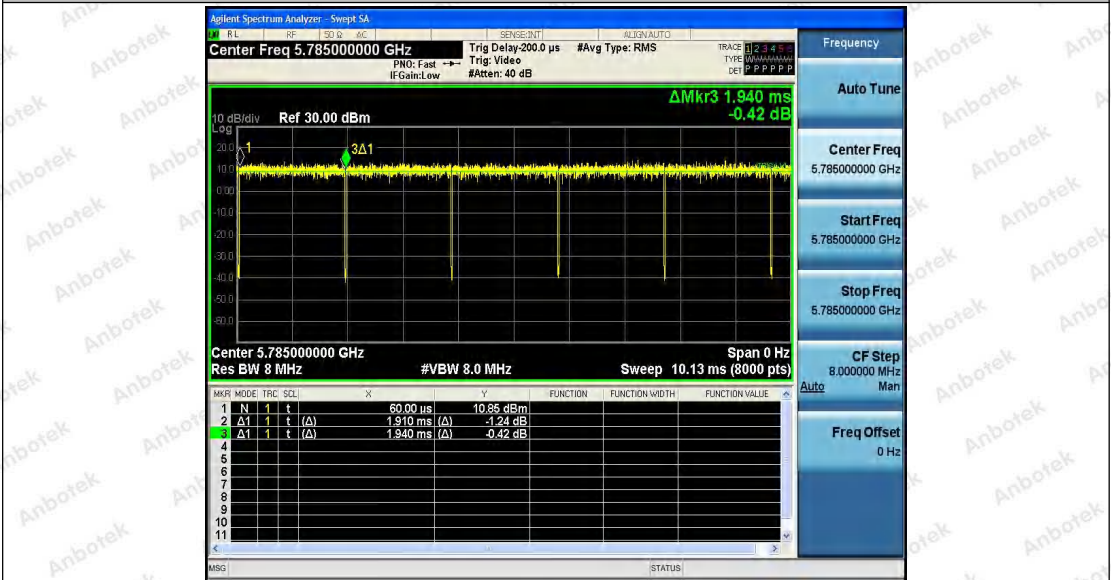 Agilent Spectrum Analyzer - Swept SA
RL RF 50 Ω AC SENSE:INT ALIGN AUTO
Center Freq 5.785000000 GHz
PNO: Fast
IFGain:Low
Trig Delay-200.0 µs
Trig: Video
#Atten: 40 dB
#Avg Type: RMS
TRACE 1 2 3 4 5 6
TYPE
DET P P P P P P
ΔMkr3 1.940 ms
-0.42 dB
10 dB/div Ref 30.00 dBm
Log
1
3Δ1
20.0
10.0
0.00
-10.0
-20.0
-30.0
-40.0
-50.0
-60.0
Center 5.785000000 GHz Span 0 Hz
Res BW 8 MHz #VBW 8.0 MHz Sweep 10.13 ms (8000 pts)
MKR MODE TRC SCL X Y FUNCTION FUNCTION WIDTH FUNCTION VALUE
1 N 1 t 60.00 µs 10.85 dBm
2 Δ1 1 t (Δ) 1.910 ms (Δ) -1.24 dB
3 Δ1 1 t (Δ) 1.940 ms (Δ) -0.42 dB
4
5
6
7
8
9
10
11
MSG STATUS
Frequency
Auto Tune
Center Freq
5.785000000 GHz
Start Freq
5.785000000 GHz
Stop Freq
5.785000000 GHz
CF Step
8.000000 MHz
Auto Man
Freq Offset
0 Hz
Anbotek